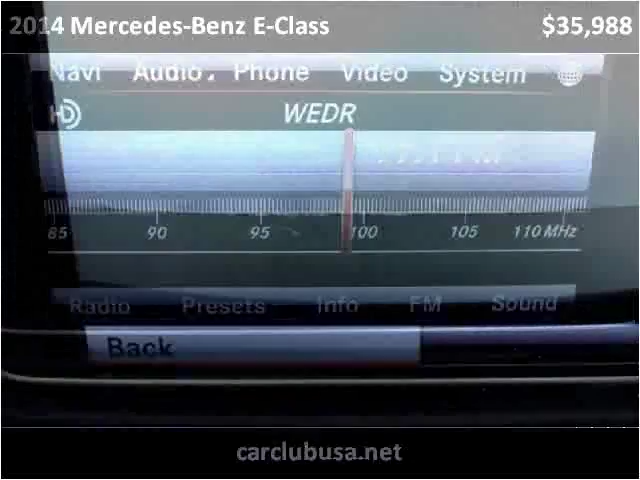 2014 Mercedes-Benz E-Class $35,988
Navi Audio Phone Video System
HD WEDR
85 90 95 100 105 110 MHz
Radio Presets Info FM Sound
Back
carclubusa.net